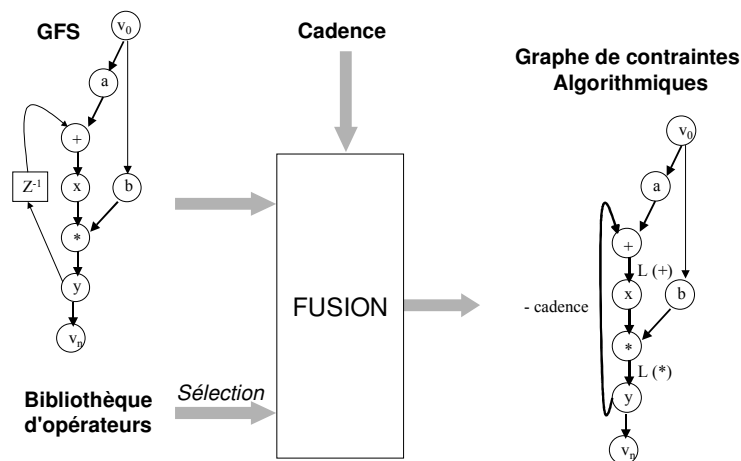 GFS
v0
a
+
Z-1
x
b
*
y
vn
Cadence
FUSION
Bibliothèque
d'opérateurs
Sélection
Graphe de contraintes
Algorithmiques
v0
a
+
L (+)
x
b
- cadence
*
L (*)
y
vn